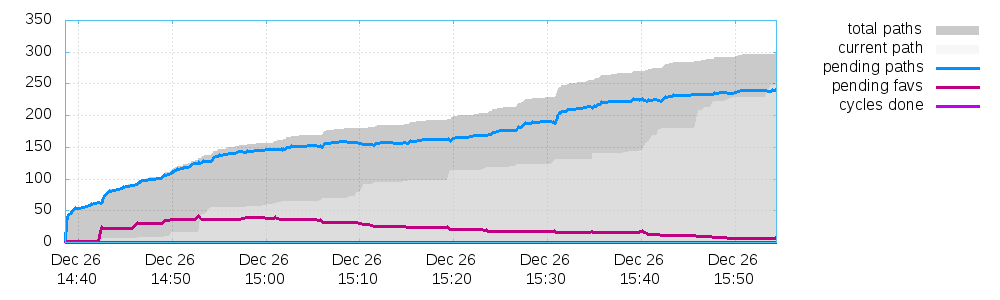 350
300
250
200
150
100
50
0
Dec 26 Dec 26 Dec 26 Dec 26 Dec 26 Dec 26 Dec 26 Dec 26
14:40 14:50 15:00 15:10 15:20 15:30 15:40 15:50
total paths
current path
pending paths
pending favs
cycles done